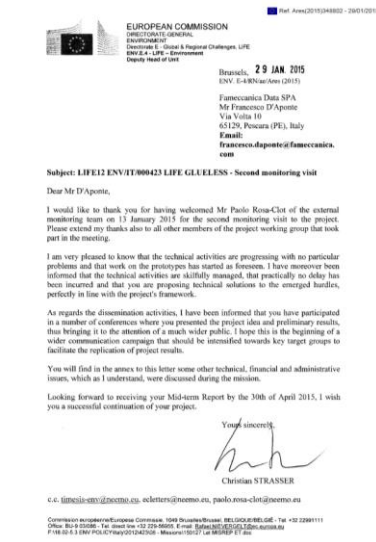 Ref. Ares(2015)346802 - 29/01/2015
EUROPEAN COMMISSION
DIRECTORATE-GENERAL
ENVIRONMENT
Directorate E - Global & Regional Challenges, LIFE
ENV.E.4 - LIFE – Environment
Deputy Head of Unit
Brussels, 29 JAN. 2015
ENV. E-4/RN/az/Ares (2015)
Fameccanica Data SPA
Mr Francesco D'Aponte
Via Volta 10
65129, Pescara (PE), Italy
Email:
francesco.daponte@fameccanica.
com
Subject: LIFE12 ENV/IT/000423 LIFE GLUELESS - Second monitoring visit
Dear Mr D'Aponte,
I would like to thank you for having welcomed Mr Paolo Rosa-Clot of the external
monitoring team on 13 January 2015 for the second monitoring visit to the project.
Please extend my thanks also to all other members of the project working group that took
part in the meeting.
I am very pleased to know that the technical activities are progressing with no particular
problems and that work on the prototypes has started as foreseen. I have moreover been
informed that the technical activities are skilfully managed, that practically no delay has
been incurred and that you are proposing technical solutions to the emerged hurdles,
perfectly in line with the project's framework.
As regards the dissemination activities, I have been informed that you have participated
in a number of conferences where you presented the project idea and preliminary results,
thus bringing it to the attention of a much wider public. I hope this is the beginning of a
wider communication campaign that should be intensified towards key target groups to
facilitate the replication of project results.
You will find in the annex to this letter some other technical, financial and administrative
issues, which as I understand, were discussed during the mission.
Looking forward to receiving your Mid-term Report by the 30th of April 2015, I wish
you a successful continuation of your project.
Yours sincerely,
Christian STRASSER
c.c. timesis-env@neemo.eu, ecletters@neemo.eu, paolo.rosa-clot@neemo.eu
Commission européenne/Europese Commissie, 1049 Bruxelles/Brussel, BELGIQUE/BELGIË - Tel. +32 22991111